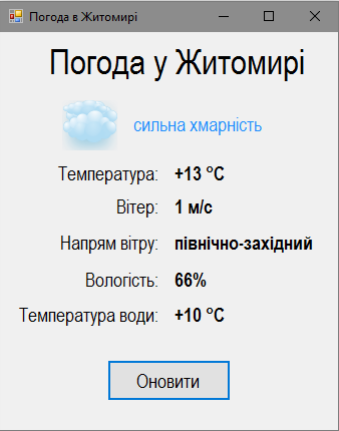 Погода в Житомирі
Погода у Житомирі
сильна хмарність
Температура: +13 °C
Вітер: 1 м/с
Напрям вітру: північно-західний
Вологість: 66%
Температура води: +10 °C
Оновити